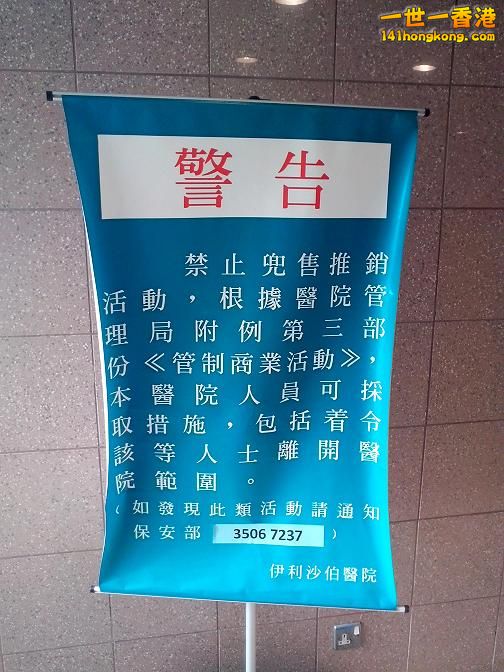 一世一香港
141hongkong.com
警告
禁止兜售推銷
活動，根據醫院管
理局附例第三部
份《管制商業活動》，
本醫院人員可採
取措施，包括着令
該等人士離開醫
院範圍。
（如發現此類活動請通知
保安部 3506 7237 ）
伊利沙伯醫院